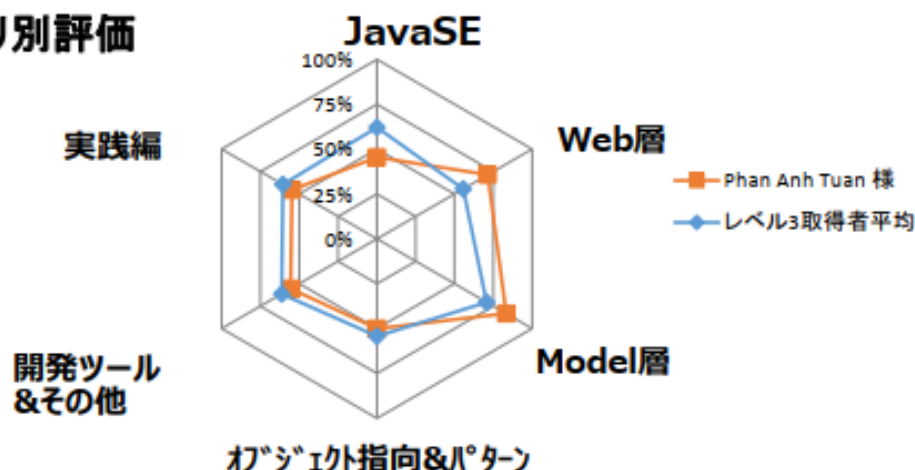 リ別評価
JavaSE
100%
75%
50%
25%
0%
実践編
Web層
Phan Anh Tuan 様
レベル3取得者平均
Model層
開発ツール
&その他
ｵﾌﾞｼﾞｪｸﾄ指向&ﾊﾟﾀｰﾝ